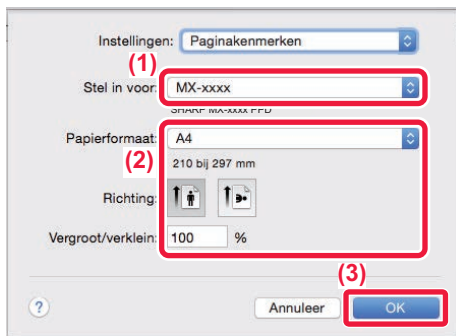 Instellingen: Paginakenmerken
(1)
Stel in voor: MX-xxxx
SHARP MX-xxxx PPD
Papierformaat: A4
(2)
210 bij 297 mm
Richting:
Vergroot/verklein: 100 %
(3)
? Annuleer OK